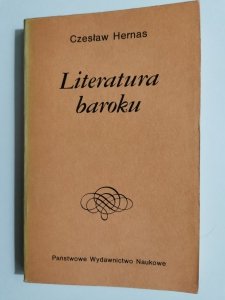 Czesław Hernas
Literatura
baroku
Państwowe Wydawnictwo Naukowe